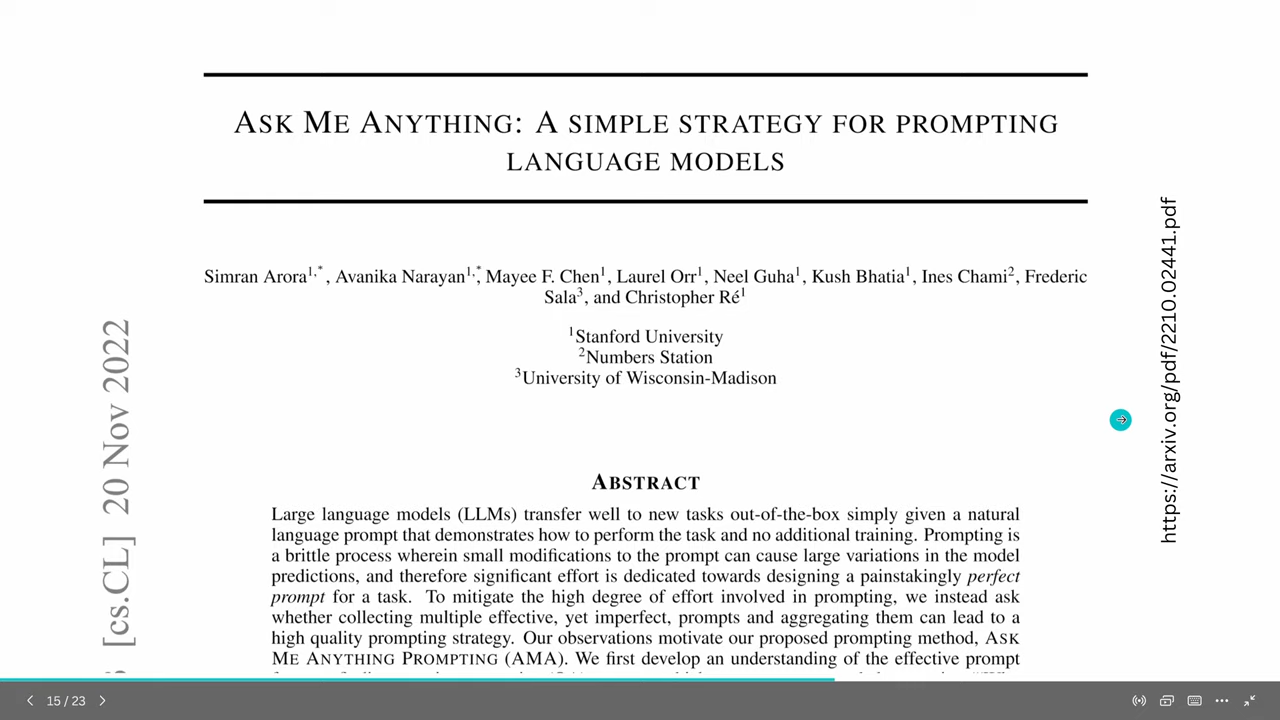 ASK ME ANYTHING: A SIMPLE STRATEGY FOR PROMPTING
LANGUAGE MODELS
Simran Arora1,*, Avanika Narayan1,*, Mayee F. Chen1, Laurel Orr1, Neel Guha1, Kush Bhatia1, Ines Chami2, Frederic
Sala3, and Christopher Ré1
1Stanford University
2Numbers Station
3University of Wisconsin-Madison
ABSTRACT
Large language models (LLMs) transfer well to new tasks out-of-the-box simply given a natural
language prompt that demonstrates how to perform the task and no additional training. Prompting is
a brittle process wherein small modifications to the prompt can cause large variations in the model
predictions, and therefore significant effort is dedicated towards designing a painstakingly perfect
prompt for a task. To mitigate the high degree of effort involved in prompting, we instead ask
whether collecting multiple effective, yet imperfect, prompts and aggregating them can lead to a
high quality prompting strategy. Our observations motivate our proposed prompting method, ASK
ME ANYTHING PROMPTING (AMA). We first develop an understanding of the effective prompt
[cs.CL] 20 Nov 2022
https://arxiv.org/pdf/2210.02441.pdf
15 / 23